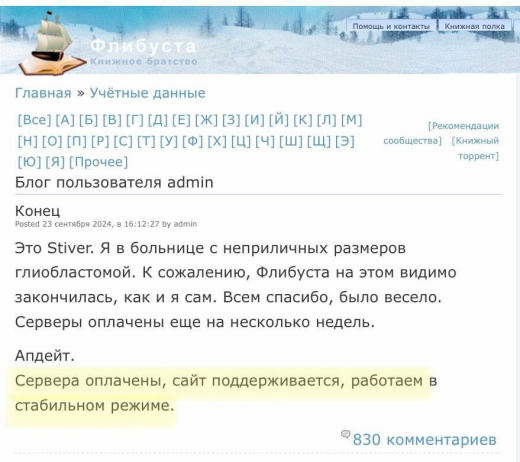 Помощь и контакты Книжная полка
Флибуста
Книжное братство
Главная » Учётные данные
[Все] [А] [Б] [В] [Г] [Д] [Е] [Ж] [З] [И] [Й] [К] [Л] [М]
[Н] [О] [П] [Р] [С] [Т] [У] [Ф] [Х] [Ц] [Ч] [Ш] [Щ] [Э]
[Ю] [Я] [Прочее]
[Рекомендации
сообщества] [Книжный
торрент]
Блог пользователя admin
Конец
Posted 23 сентября 2024, в 16:12:27 by admin
Это Stiver. Я в больнице с неприличных размеров
глиобластомой. К сожалению, Флибуста на этом видимо
закончилась, как и я сам. Всем спасибо, было весело.
Серверы оплачены еще на несколько недель.
Апдейт.
Сервера оплачены, сайт поддерживается, работаем в
стабильном режиме.
830 комментариев